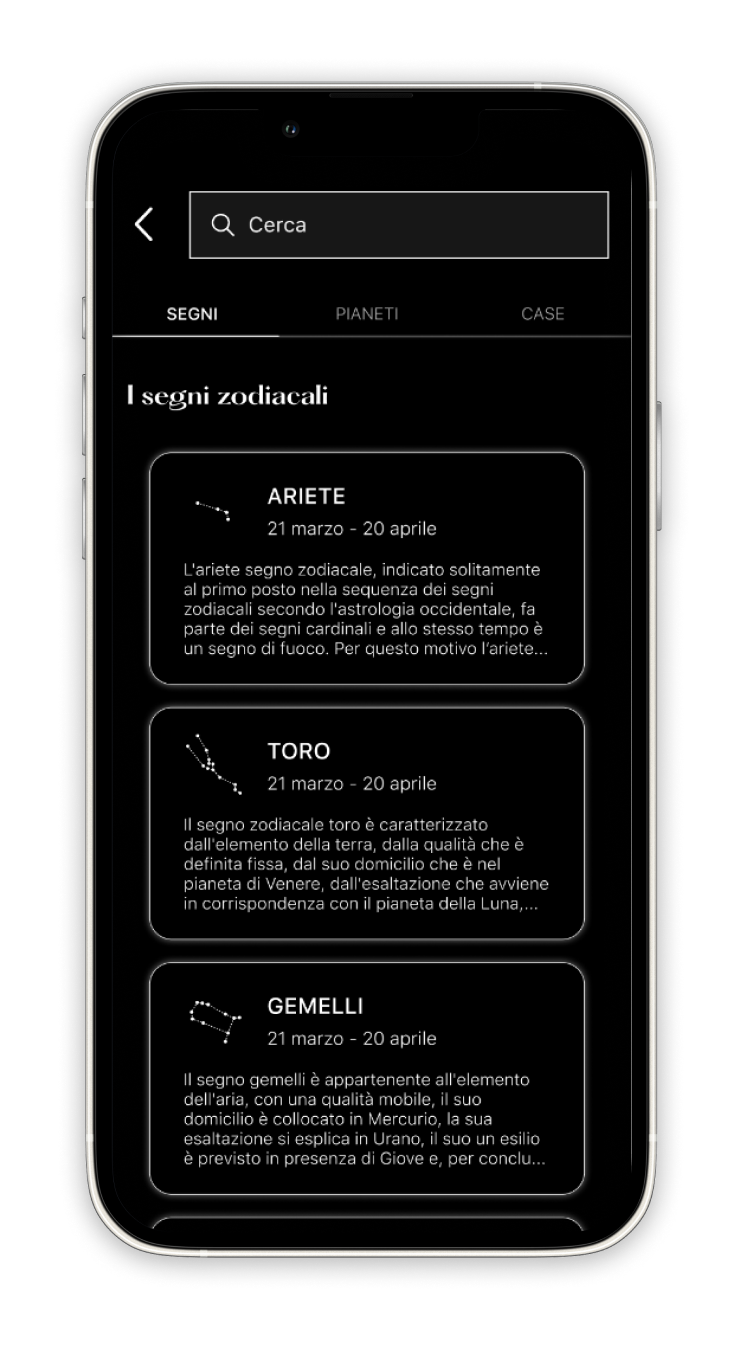 Cerca
SEGNI PIANETI CASE
I segni zodiacali
ARIETE
21 marzo - 20 aprile
L'ariete segno zodiacale, indicato solitamente
al primo posto nella sequenza dei segni
zodiacali secondo l'astrologia occidentale, fa
parte dei segni cardinali e allo stesso tempo è
un segno di fuoco. Per questo motivo l'ariete...
TORO
21 marzo - 20 aprile
Il segno zodiacale toro è caratterizzato
dall'elemento della terra, dalla qualità che è
definita fissa, dal suo domicilio che è nel
pianeta di Venere, dall'esaltazione che avviene
in corrispondenza con il pianeta della Luna,...
GEMELLI
21 marzo - 20 aprile
Il segno gemelli è appartenente all'elemento
dell'aria, con una qualità mobile, il suo
domicilio è collocato in Mercurio, la sua
esaltazione si esplica in Urano, il suo un esilio
è previsto in presenza di Giove e, per conclu...